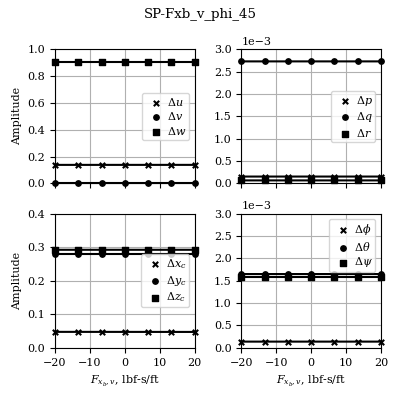 SP-Fxb_v_phi_45
1e−3
1.0
0.8
0.6
0.4
0.2
0.0
Amplitude
Δu
Δv
Δw
3.0
2.5
2.0
1.5
1.0
0.5
0.0
Δp
Δq
Δr
1e−3
0.4
0.3
0.2
0.1
0.0
Amplitude
Δx_c
Δy_c
Δz_c
−20 −10 0 10 20
F_{x_b,v}, lbf-s/ft
3.0
2.5
2.0
1.5
1.0
0.5
0.0
Δϕ
Δθ
Δψ
−20 −10 0 10 20
F_{x_b,v}, lbf-s/ft